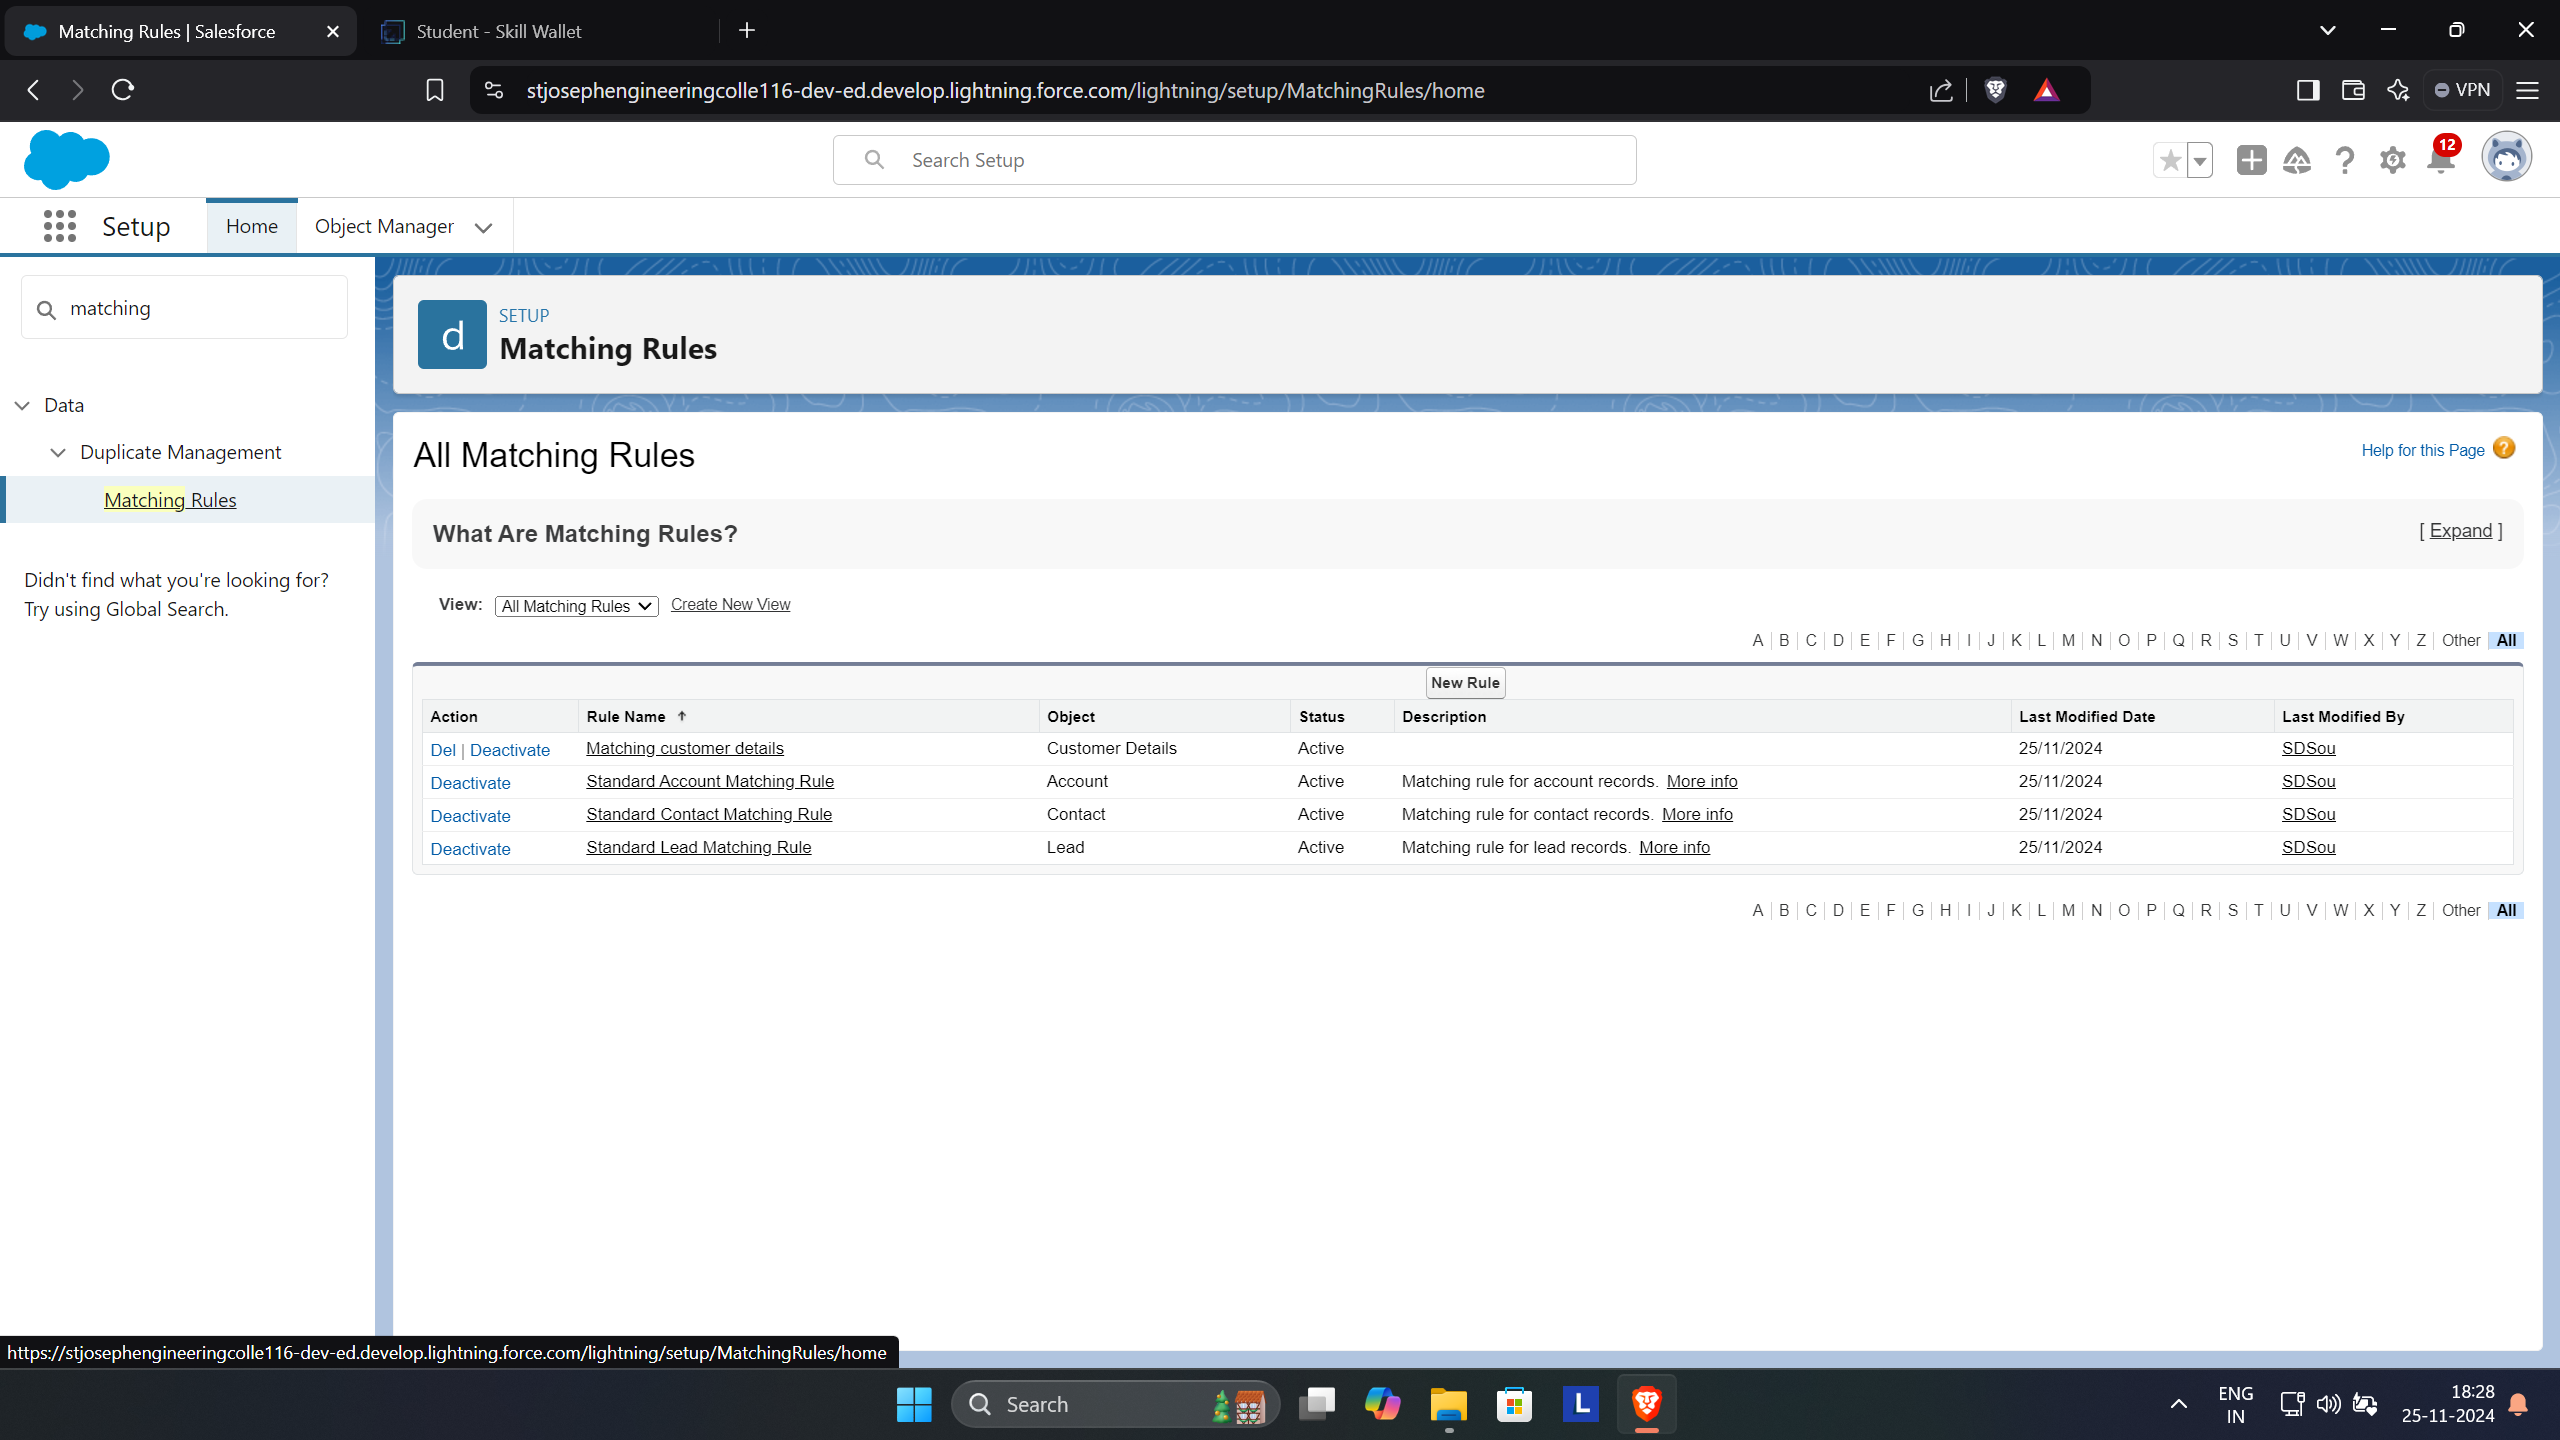 Matching Rules | Salesforce
Student - Skill Wallet
stjosephengineeringcolle116-dev-ed.develop.lightning.force.com/lightning/setup/MatchingRules/home
VPN
Search Setup
12
Setup
Home
Object Manager
matching
Data
Duplicate Management
Matching Rules
Didn't find what you're looking for?
Try using Global Search.
d
SETUP
Matching Rules
All Matching Rules
Help for this Page
What Are Matching Rules?
[ Expand ]
View: All Matching Rules Create New View
A | B | C | D | E | F | G | H | I | J | K | L | M | N | O | P | Q | R | S | T | U | V | W | X | Y | Z | Other | All
New Rule
Action Rule Name ↑ Object Status Description Last Modified Date Last Modified By
Del | Deactivate Matching customer details Customer Details Active 25/11/2024 SDSou
Deactivate Standard Account Matching Rule Account Active Matching rule for account records. More info 25/11/2024 SDSou
Deactivate Standard Contact Matching Rule Contact Active Matching rule for contact records. More info 25/11/2024 SDSou
Deactivate Standard Lead Matching Rule Lead Active Matching rule for lead records. More info 25/11/2024 SDSou
A | B | C | D | E | F | G | H | I | J | K | L | M | N | O | P | Q | R | S | T | U | V | W | X | Y | Z | Other | All
https://stjosephengineeringcolle116-dev-ed.develop.lightning.force.com/lightning/setup/MatchingRules/home
Search
L
ENG
IN
18:28
25-11-2024